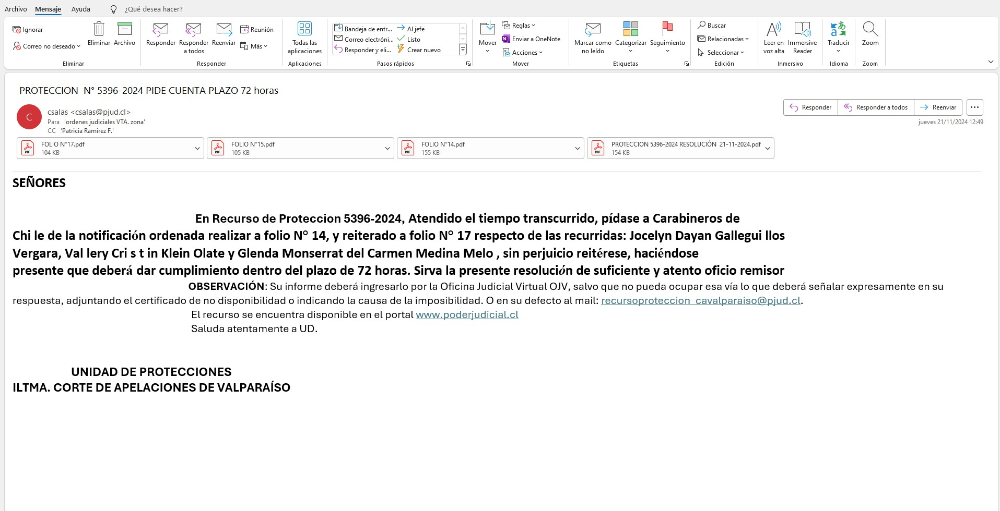 Archivo Mensaje Ayuda ¿Qué desea hacer?
Ignorar
Correo no deseado
Eliminar
Archivo
Eliminar
Responder
Responder a todos
Reenviar
Reunión
Más
Responder
Todas las aplicaciones
Aplicaciones
Bandeja de entr... Al jefe
Correo electróni... Listo
Responder y eli... Crear nuevo
Pasos rápidos
Mover
Reglas
Enviar a OneNote
Acciones
Mover
Marcar como no leído
Categorizar
Seguimiento
Etiquetas
Buscar
Relacionadas
Seleccionar
Edición
Leer en voz alta
Immersive Reader
Inmersivo
Traducir
Idioma
Zoom
Zoom
PROTECCION N° 5396-2024 PIDE CUENTA PLAZO 72 horas
C
csalas <csalas@pjud.cl>
Para 'ordenes judiciales VTA. zona'
CC 'Patricia Ramirez F.'
Responder Responder a todos Reenviar
jueves 21/11/2024 12:49
FOLIO N°17.pdf
104 KB
FOLIO N°15.pdf
105 KB
FOLIO N°14.pdf
155 KB
PROTECCION 5396-2024 RESOLUCIÓN 21-11-2024.pdf
154 KB
SEÑORES
En Recurso de Proteccion 5396-2024, Atendido el tiempo transcurrido, pídase a Carabineros de
Chi le de la notificación ordenada realizar a folio N° 14, y reiterado a folio N° 17 respecto de las recurridas: Jocelyn Dayan Gallegui llos
Vergara, Val lery Cri s t in Klein Olate y Glenda Monserrat del Carmen Medina Melo , sin perjuicio reitérese, haciéndose
presente que deberá dar cumplimiento dentro del plazo de 72 horas. Sirva la presente resolución de suficiente y atento oficio remisor
OBSERVACIÓN: Su informe deberá ingresarlo por la Oficina Judicial Virtual OJV, salvo que no pueda ocupar esa vía lo que deberá señalar expresamente en su
respuesta, adjuntando el certificado de no disponibilidad o indicando la causa de la imposibilidad. O en su defecto al mail: recursoproteccion_cavalparaiso@pjud.cl.
El recurso se encuentra disponible en el portal www.poderjudicial.cl
Saluda atentamente a UD.
UNIDAD DE PROTECCIONES
ILTMA. CORTE DE APELACIONES DE VALPARAÍSO